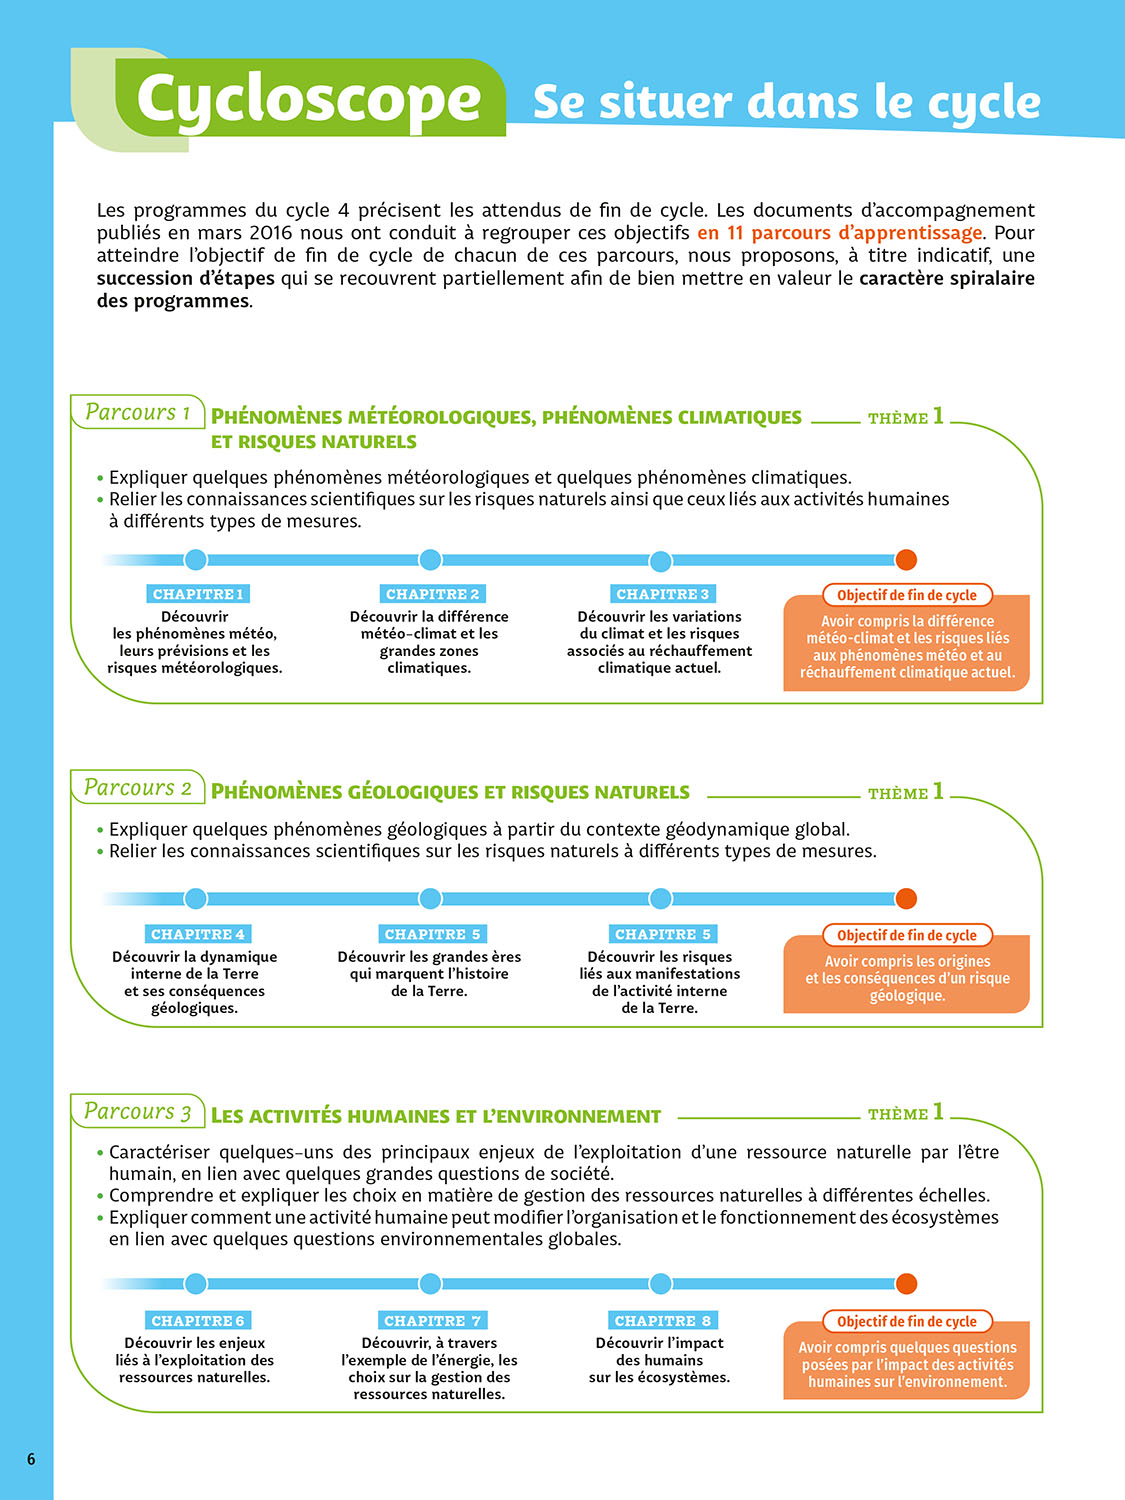 Cycloscope Se situer dans le cycle
Les programmes du cycle 4 précisent les attendus de fin de cycle. Les documents d'accompagnement
publiés en mars 2016 nous ont conduit à regrouper ces objectifs en 11 parcours d'apprentissage. Pour
atteindre l'objectif de fin de cycle de chacun de ces parcours, nous proposons, à titre indicatif, une
succession d'étapes qui se recouvrent partiellement afin de bien mettre en valeur le caractère spiralaire
des programmes.
Parcours 1 PHÉNOMÈNES MÉTÉOROLOGIQUES, PHÉNOMÈNES CLIMATIQUES THÈME 1
ET RISQUES NATURELS
• Expliquer quelques phénomènes météorologiques et quelques phénomènes climatiques.
• Relier les connaissances scientifiques sur les risques naturels ainsi que ceux liés aux activités humaines
à différents types de mesures.
CHAPITRE 1
Découvrir
les phénomènes météo,
leurs prévisions et les
risques météorologiques.
CHAPITRE 2
Découvrir la différence
météo-climat et les
grandes zones
climatiques.
CHAPITRE 3
Découvrir les variations
du climat et les risques
associés au réchauffement
climatique actuel.
Objectif de fin de cycle
Avoir compris la différence
météo-climat et les risques liés
aux phénomènes météo et au
réchauffement climatique actuel.
Parcours 2 PHÉNOMÈNES GÉOLOGIQUES ET RISQUES NATURELS THÈME 1
• Expliquer quelques phénomènes géologiques à partir du contexte géodynamique global.
• Relier les connaissances scientifiques sur les risques naturels à différents types de mesures.
CHAPITRE 4
Découvrir la dynamique
interne de la Terre
et ses conséquences
géologiques.
CHAPITRE 5
Découvrir les grandes ères
qui marquent l'histoire
de la Terre.
CHAPITRE 5
Découvrir les risques
liés aux manifestations
de l'activité interne
de la Terre.
Objectif de fin de cycle
Avoir compris les origines
et les conséquences d'un risque
géologique.
Parcours 3 LES ACTIVITÉS HUMAINES ET L'ENVIRONNEMENT THÈME 1
• Caractériser quelques-uns des principaux enjeux de l'exploitation d'une ressource naturelle par l'être
humain, en lien avec quelques grandes questions de société.
• Comprendre et expliquer les choix en matière de gestion des ressources naturelles à différentes échelles.
• Expliquer comment une activité humaine peut modifier l'organisation et le fonctionnement des écosystèmes
en lien avec quelques questions environnementales globales.
CHAPITRE 6
Découvrir les enjeux
liés à l'exploitation des
ressources naturelles.
CHAPITRE 7
Découvrir, à travers
l'exemple de l'énergie, les
choix sur la gestion des
ressources naturelles.
CHAPITRE 8
Découvrir l'impact
des humains
sur les écosystèmes.
Objectif de fin de cycle
Avoir compris quelques questions
posées par l'impact des activités
humaines sur l'environnement.
6